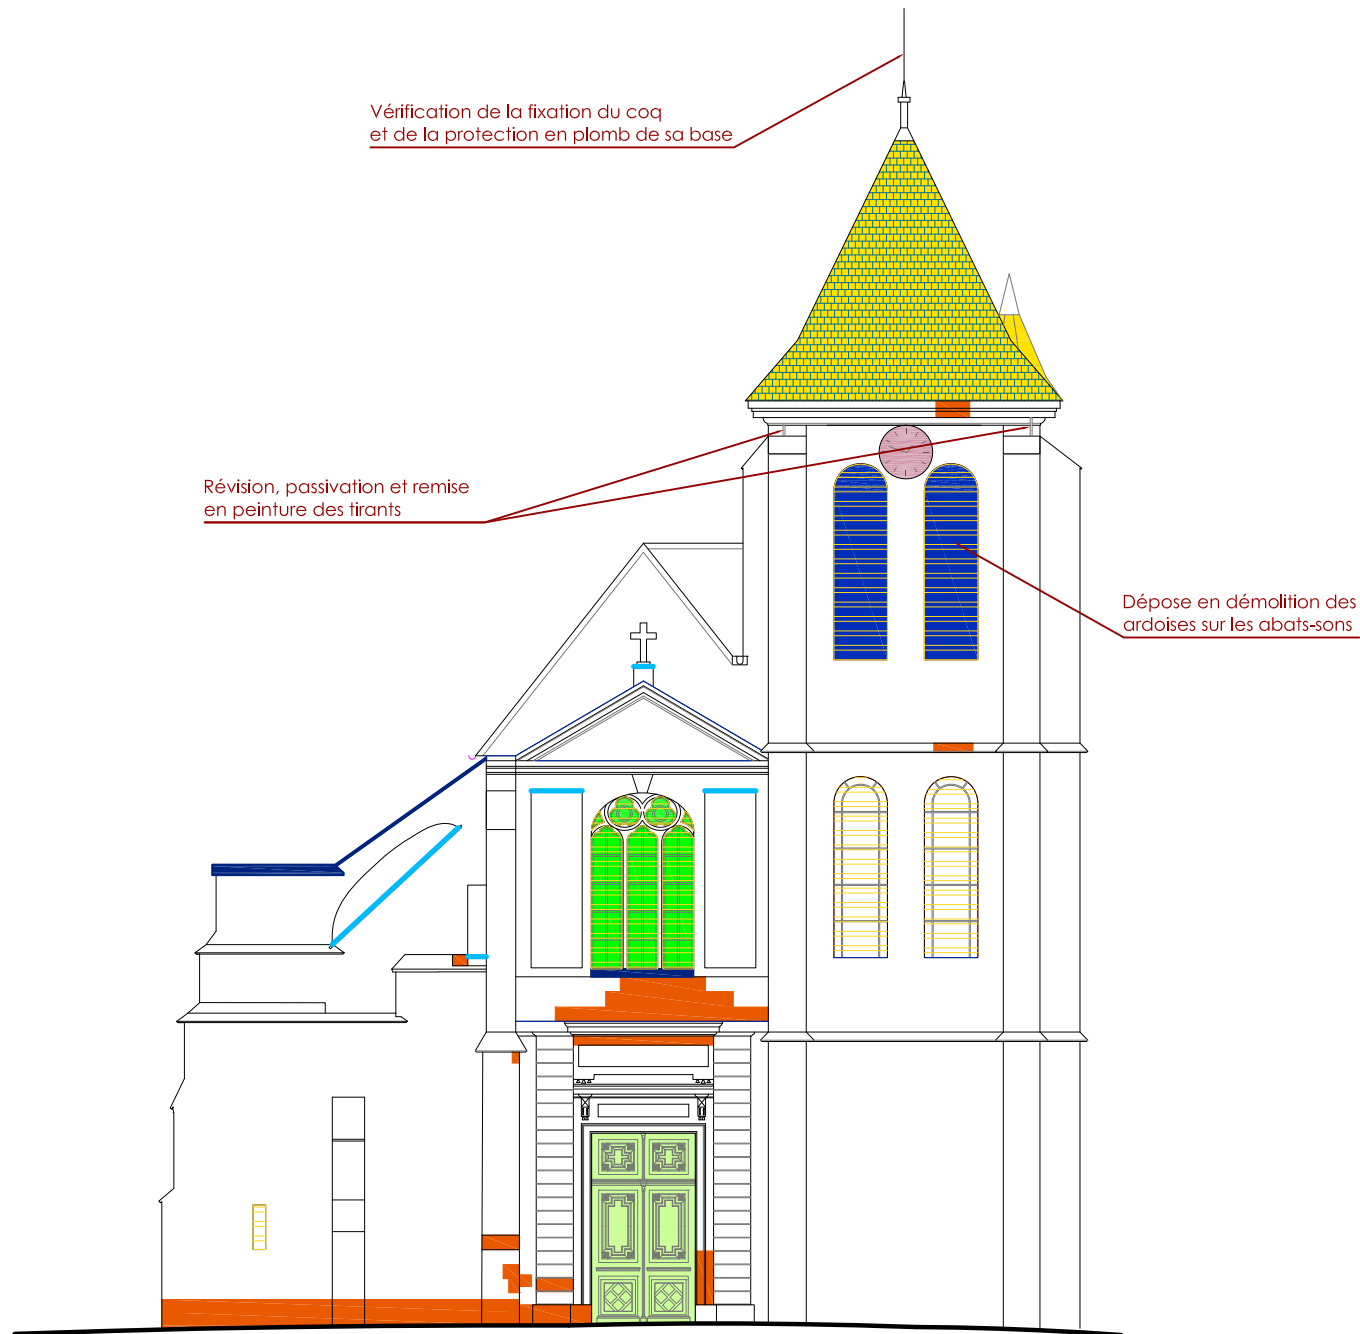 Vérification de la fixation du coq
et de la protection en plomb de sa base
Révision, passivation et remise
en peinture des tirants
Dépose en démolition des
ardoises sur les abats-sons